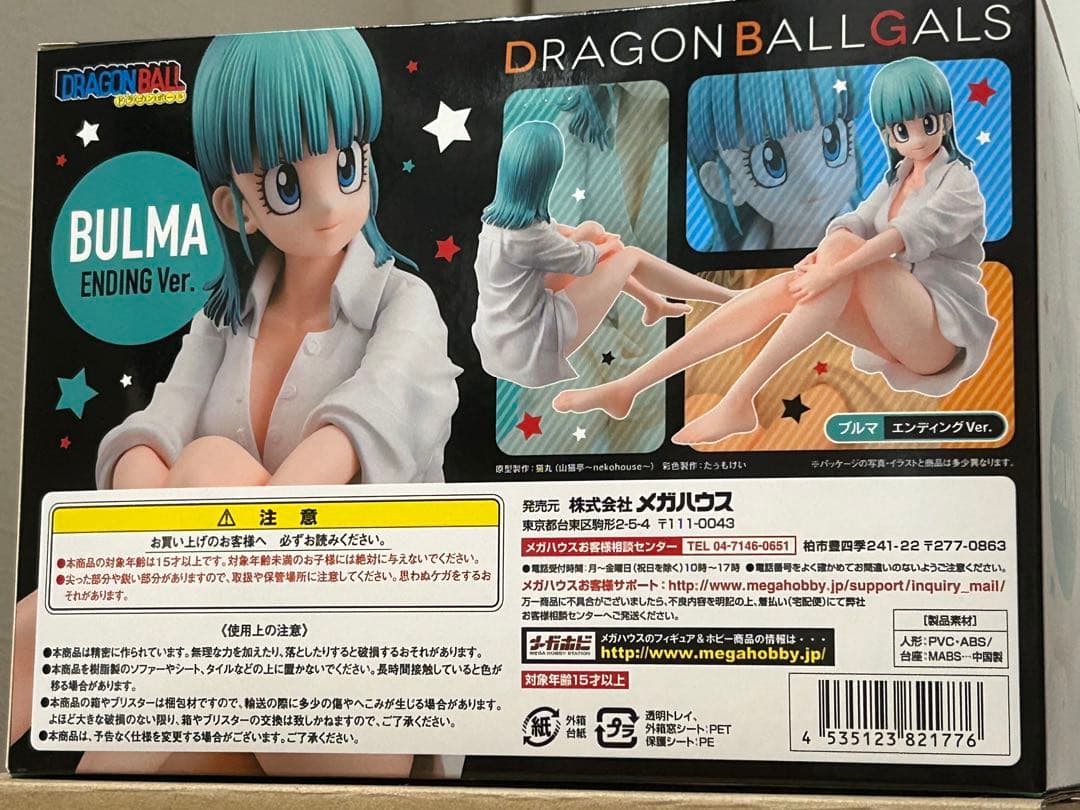 DRAGON BALL GALS
DRAGON BALL
ドラゴンボール
BULMA
ENDING Ver.
ブルマ エンディングVer.
原型製作：猫丸(山猫亭～nekohouse～) 彩色製作：たぅもけい
※パッケージの写真・イラストと商品は多少異なります。
⚠ 注意
お買い上げのお客様へ 必ずお読みください。
●本商品の対象年齢は15才以上です。対象年齢未満のお子様には絶対に与えないでください。
●尖った部分や鋭い部分がありますので、取扱や保管場所に注意してください。思わぬケガをするお
それがあります。
《使用上の注意》
●本商品は精密に作られています。無理な力を加えたり、落としたりすると破損するおそれがあります。
●本商品を樹脂製のソファーやシート、タイルなどの上に置かないでください。長時間接触していると色が
移る場合があります。
●本商品の箱やブリスターは梱包材ですので、輸送の際に多少の傷やへこみが生じる場合があります。
よほど大きな破損のない限り、箱やブリスターの交換は致しかねますので、ご了承ください。
●本商品は、予告なく仕様を変更する場合がございます。ご了承ください。
発売元 株式会社 メガハウス
東京都台東区駒形2-5-4 〒111-0043
メガハウスお客様相談センター TEL 04-7146-0651 柏市豊四季241-22 〒277-0863
●電話受付時間：月～金曜日(祝日を除く)10時～17時 ●電話番号をよく確かめてお間違いのないようご注意ください。
メガハウスお客様サポート：http://www.megahobby.jp/support/inquiry_mail/
万一商品に不具合がございましたら、不良内容を明記の上、着払い(宅配便)にて弊社
お客様相談センターへご発送ください。
メガホビ
MEGA HOBBY STATION
メガハウスのフィギュア&ホビー商品の情報は・・・
http://www.megahobby.jp/
対象年齢15才以上
【製品素材】
人形：PVC・ABS/
台座：MABS…中国製
紙
外箱
台紙
プラ
透明トレイ、
外箱窓シート：PET
保護シート：PE
4 535123 821776